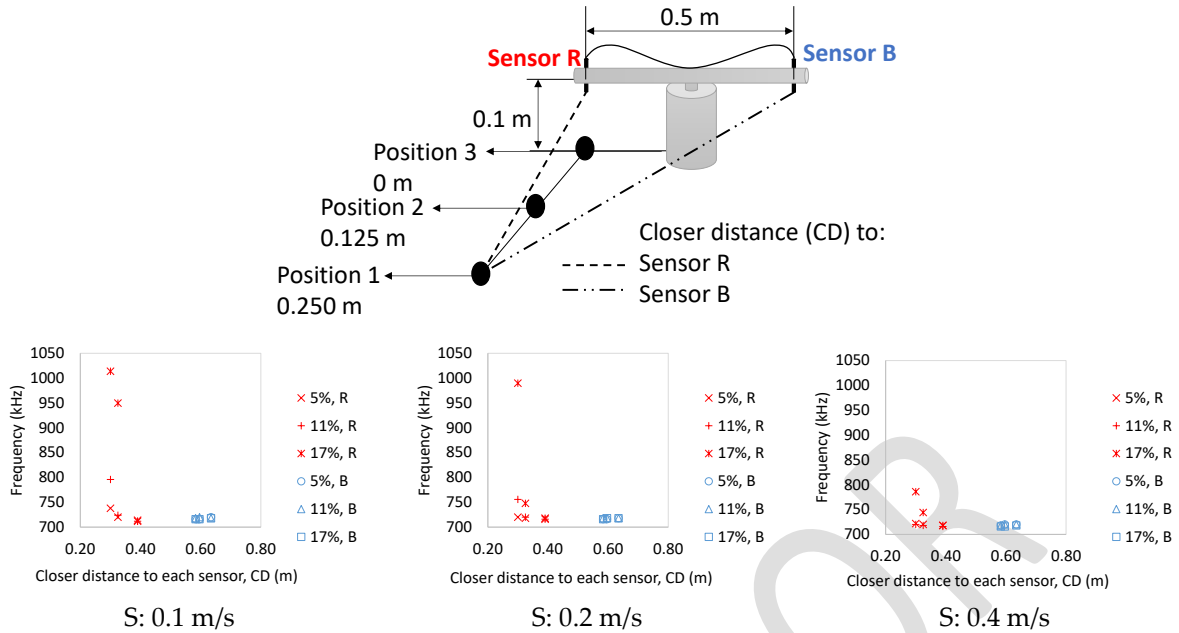 0.5 m
Sensor R
Sensor B
0.1 m
Position 3
0 m
Position 2
0.125 m
Position 1
0.250 m
Closer distance (CD) to:
Sensor R
Sensor B
Frequency (kHz)
1050
1000
950
900
850
800
750
700
0.20 0.40 0.60 0.80
Closer distance to each sensor, CD (m)
5%, R
11%, R
17%, R
5%, B
11%, B
17%, B
S: 0.1 m/s
Frequency (kHz)
1050
1000
950
900
850
800
750
700
0.20 0.40 0.60 0.80
Closer distance to each sensor, CD (m)
5%, R
11%, R
17%, R
5%, B
11%, B
17%, B
S: 0.2 m/s
Frequency (kHz)
1050
1000
950
900
850
800
750
700
0.20 0.40 0.60 0.80
Closer distance to each sensor, CD (m)
5%, R
11%, R
17%, R
5%, B
11%, B
17%, B
S: 0.4 m/s
OR